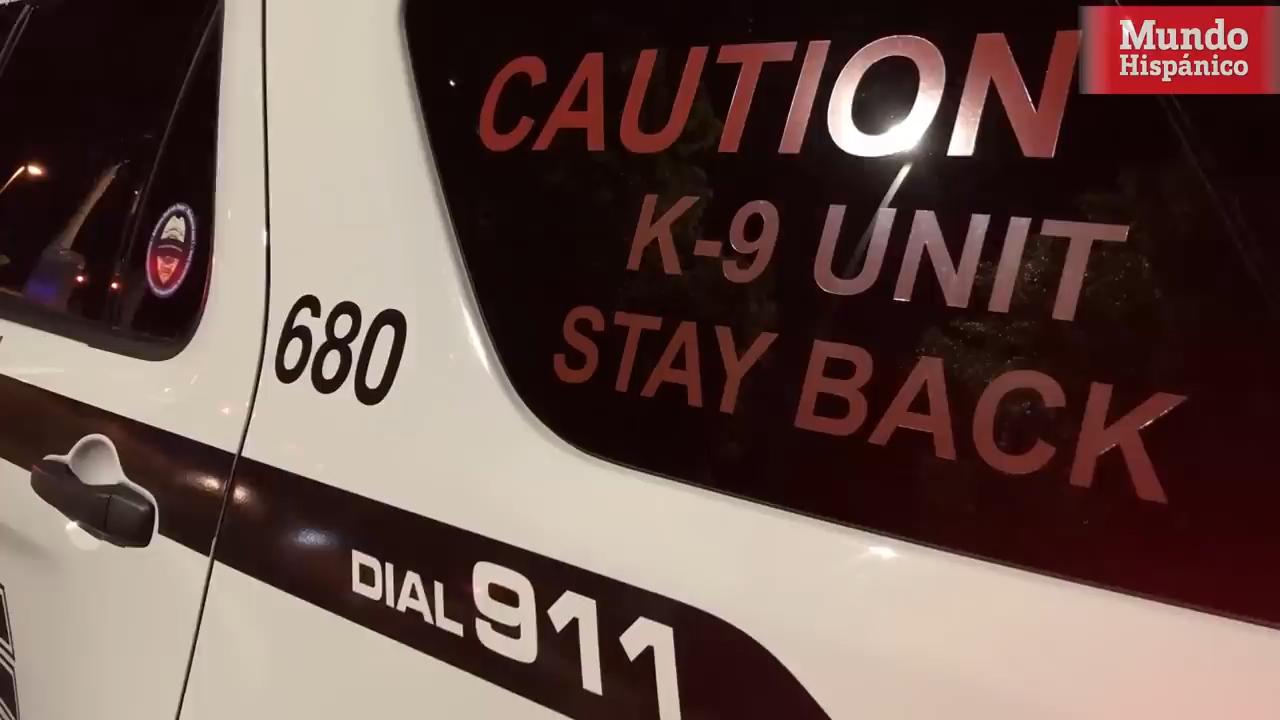 Mundo
Hispánico
CAUTION
K-9 UNIT
STAY BACK
680
DIAL 911